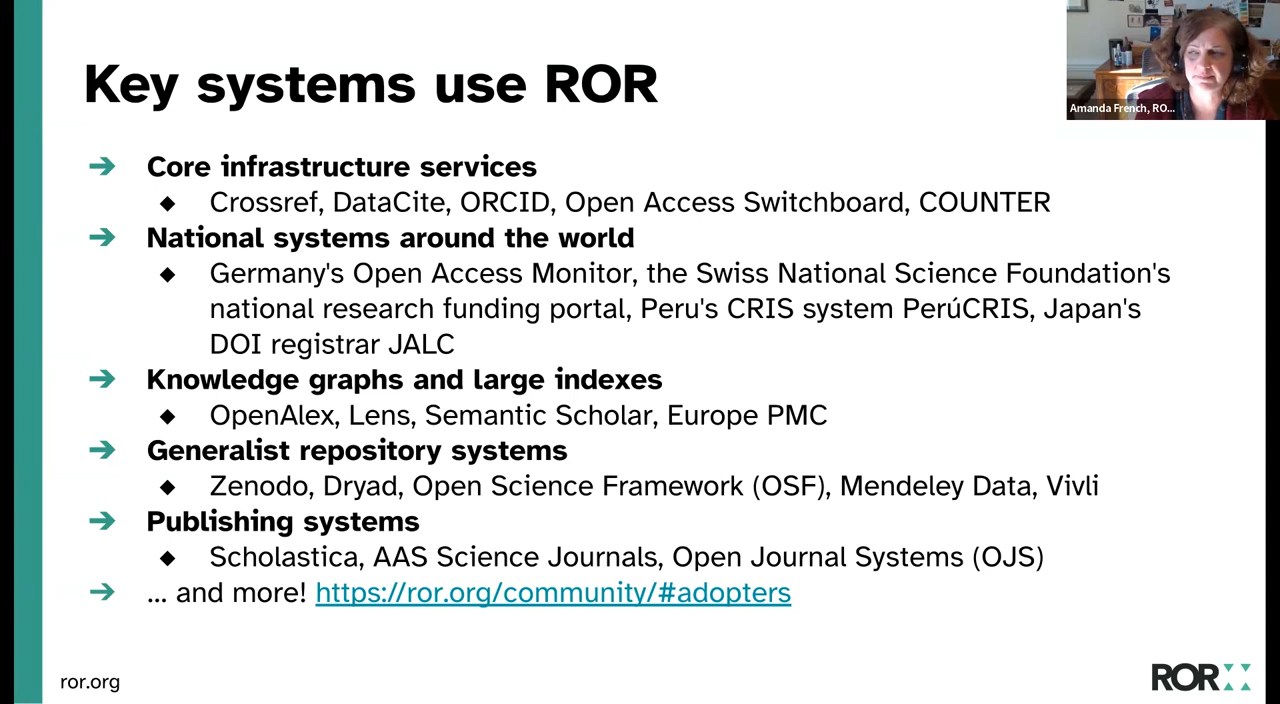 Key systems use ROR
Amanda French, RO...
➔ Core infrastructure services
◆ Crossref, DataCite, ORCID, Open Access Switchboard, COUNTER
➔ National systems around the world
◆ Germany's Open Access Monitor, the Swiss National Science Foundation's
national research funding portal, Peru's CRIS system PerúCRIS, Japan's
DOI registrar JALC
➔ Knowledge graphs and large indexes
◆ OpenAlex, Lens, Semantic Scholar, Europe PMC
➔ Generalist repository systems
◆ Zenodo, Dryad, Open Science Framework (OSF), Mendeley Data, Vivli
➔ Publishing systems
◆ Scholastica, AAS Science Journals, Open Journal Systems (OJS)
➔ ... and more! https://ror.org/community/#adopters
ror.org
ROR